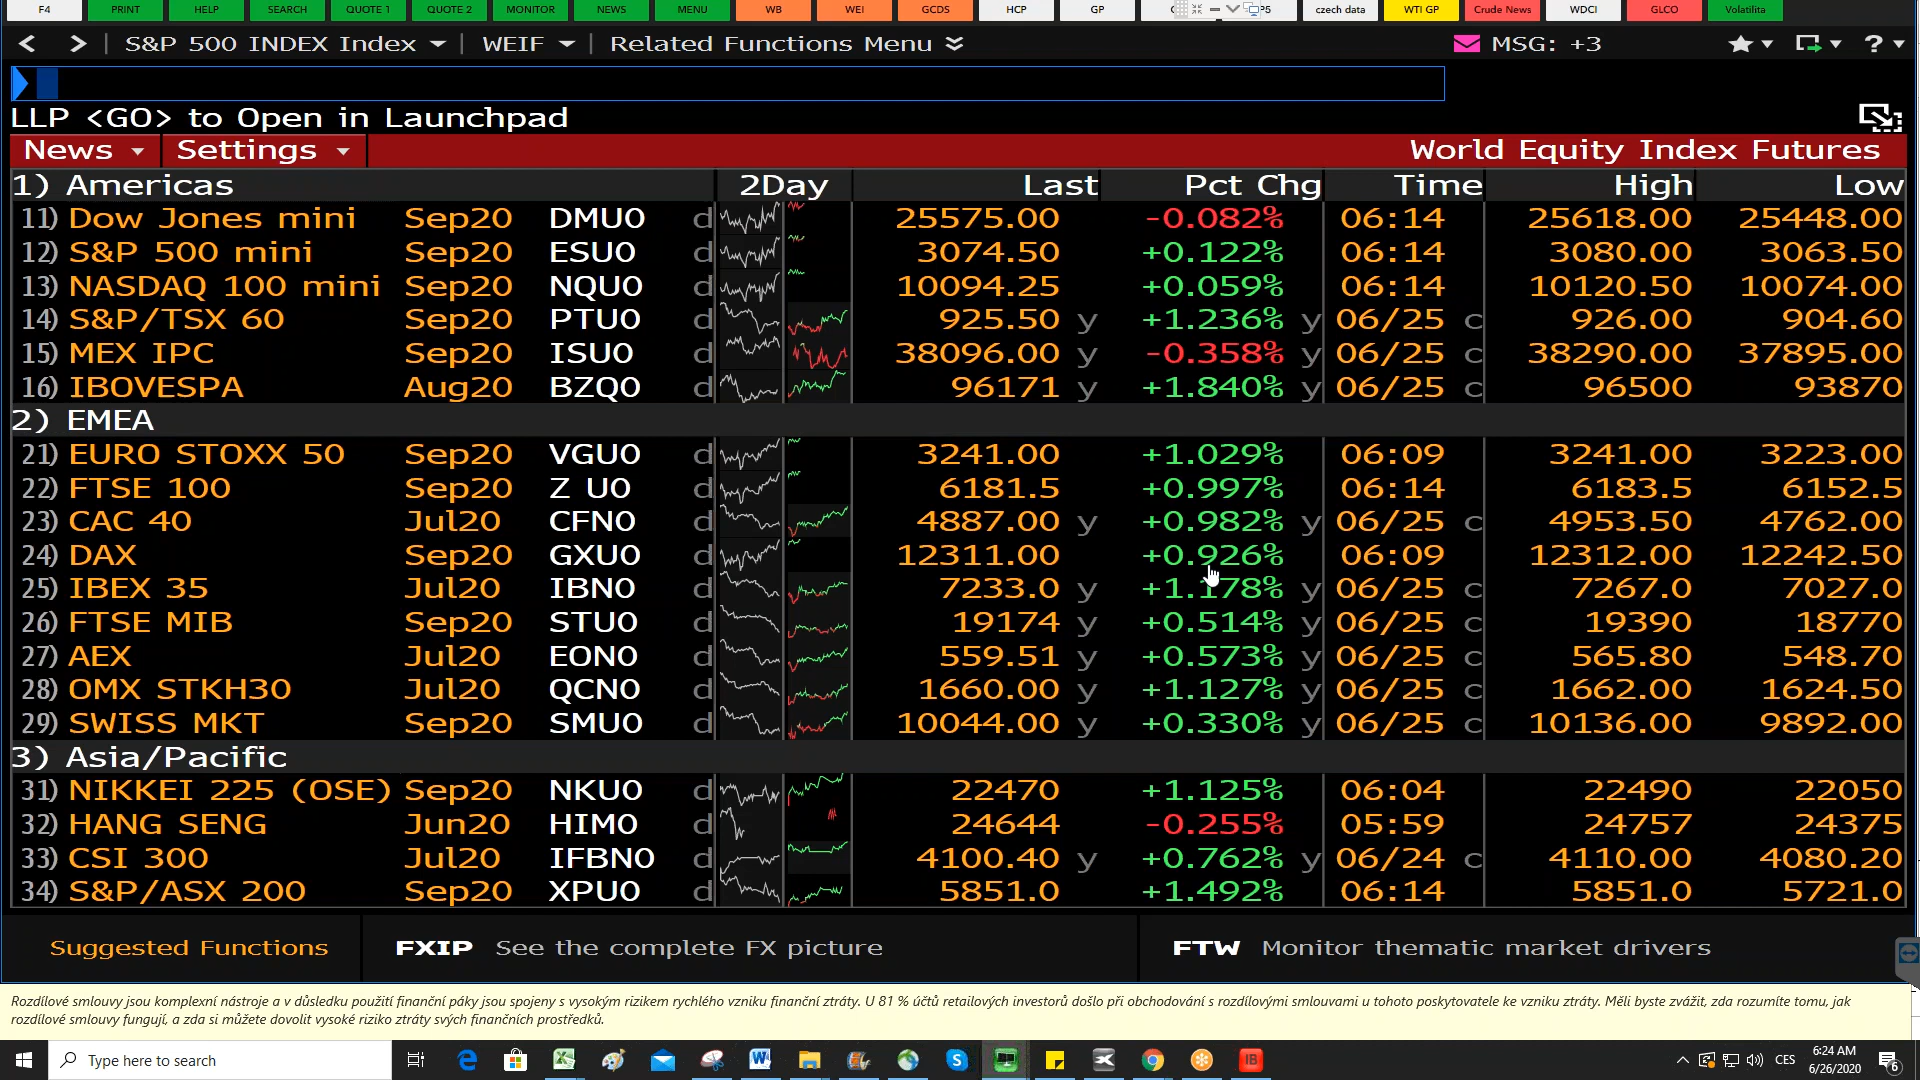 F4 PRINT HELP SEARCH QUOTE 1 QUOTE 2 MONITOR NEWS MENU WB WEI GCDS HCP GP czech data WTI GP Crude News WDCI GLCO Volatilita
S&P 500 INDEX Index WEIF Related Functions Menu MSG: +3 ?
LLP <GO> to Open in Launchpad
News Settings World Equity Index Futures
1) Americas 2Day Last Pct Chg Time High Low
11) Dow Jones mini Sep20 DMU0 d 25575.00 -0.082% 06:14 25618.00 25448.00
12) S&P 500 mini Sep20 ESU0 d 3074.50 +0.122% 06:14 3080.00 3063.50
13) NASDAQ 100 mini Sep20 NQU0 d 10094.25 +0.059% 06:14 10120.50 10074.00
14) S&P/TSX 60 Sep20 PTU0 d 925.50 y +1.236% y 06/25 c 926.00 904.60
15) MEX IPC Sep20 ISU0 d 38096.00 y -0.358% y 06/25 c 38290.00 37895.00
16) IBOVESPA Aug20 BZQ0 d 96171 y +1.840% y 06/25 c 96500 93870
2) EMEA
21) EURO STOXX 50 Sep20 VGU0 d 3241.00 +1.029% 06:09 3241.00 3223.00
22) FTSE 100 Sep20 Z U0 d 6181.5 +0.997% 06:14 6183.5 6152.5
23) CAC 40 Jul20 CFN0 d 4887.00 y +0.982% y 06/25 c 4953.50 4762.00
24) DAX Sep20 GXU0 d 12311.00 +0.926% 06:09 12312.00 12242.50
25) IBEX 35 Jul20 IBN0 d 7233.0 y +1.178% y 06/25 c 7267.0 7027.0
26) FTSE MIB Sep20 STU0 d 19174 y +0.514% y 06/25 c 19390 18770
27) AEX Jul20 EON0 d 559.51 y +0.573% y 06/25 c 565.80 548.70
28) OMX STKH30 Jul20 QCN0 d 1660.00 y +1.127% y 06/25 c 1662.00 1624.50
29) SWISS MKT Sep20 SMU0 d 10044.00 y +0.330% y 06/25 c 10136.00 9892.00
3) Asia/Pacific
31) NIKKEI 225 (OSE) Sep20 NKU0 d 22470 +1.125% 06:04 22490 22050
32) HANG SENG Jun20 HIM0 d 24644 -0.255% 05:59 24757 24375
33) CSI 300 Jul20 IFBN0 d 4100.40 y +0.762% y 06/24 c 4110.00 4080.20
34) S&P/ASX 200 Sep20 XPU0 d 5851.0 +1.492% 06:14 5851.0 5721.0
Suggested Functions FXIP See the complete FX picture FTW Monitor thematic market drivers
Rozdílové smlouvy jsou komplexní nástroje a v důsledku použití finanční páky jsou spojeny s vysokým rizikem rychlého vzniku finanční ztráty. U 81 % účtů retailových investorů došlo při obchodování s rozdílovými smlouvami u tohoto poskytovatele ke vzniku ztráty. Měli byste zvážit, zda rozumíte tomu, jak
rozdílové smlouvy fungují, a zda si můžete dovolit vysoké riziko ztráty svých finančních prostředků.
Type here to search CES 6:24 AM
6/26/2020 6